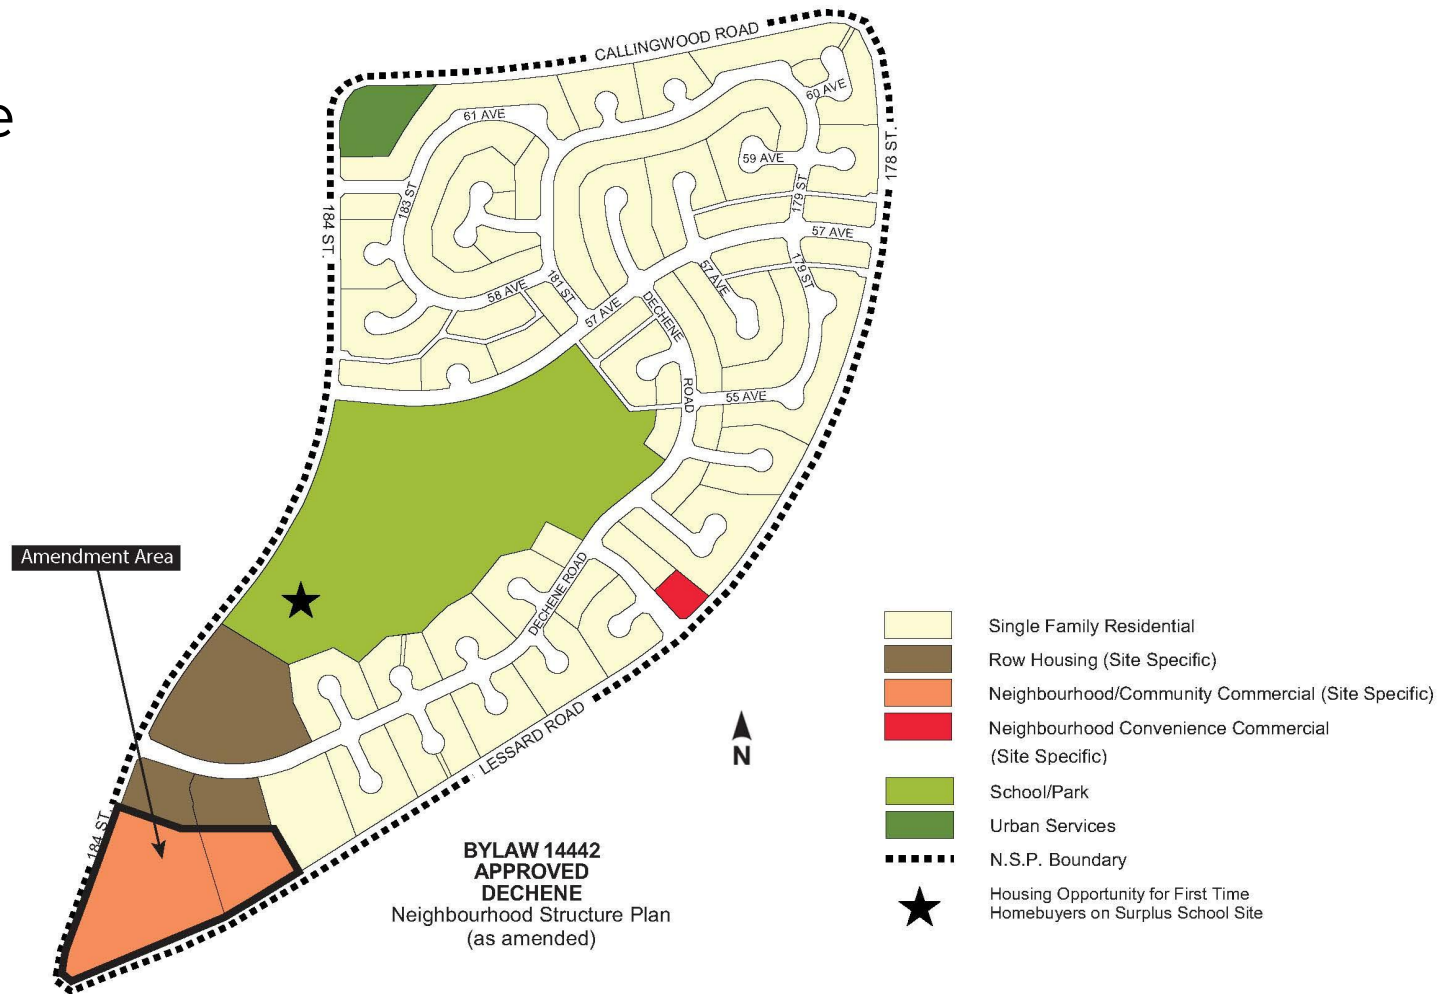 e
CALLINGWOOD ROAD
60 AVE
61 AVE
178 ST.
59 AVE
179 ST
183 ST
184 ST.
57 AVE
179 ST
57 AVE
58 AVE
181 ST
57 AVE
DECHENE
ROAD
55 AVE
Amendment Area
DECHENE ROAD
LESSARD ROAD
184 ST.
N
BYLAW 14442
APPROVED
DECHENE
Neighbourhood Structure Plan
(as amended)
Single Family Residential
Row Housing (Site Specific)
Neighbourhood/Community Commercial (Site Specific)
Neighbourhood Convenience Commercial
(Site Specific)
School/Park
Urban Services
N.S.P. Boundary
Housing Opportunity for First Time
Homebuyers on Surplus School Site